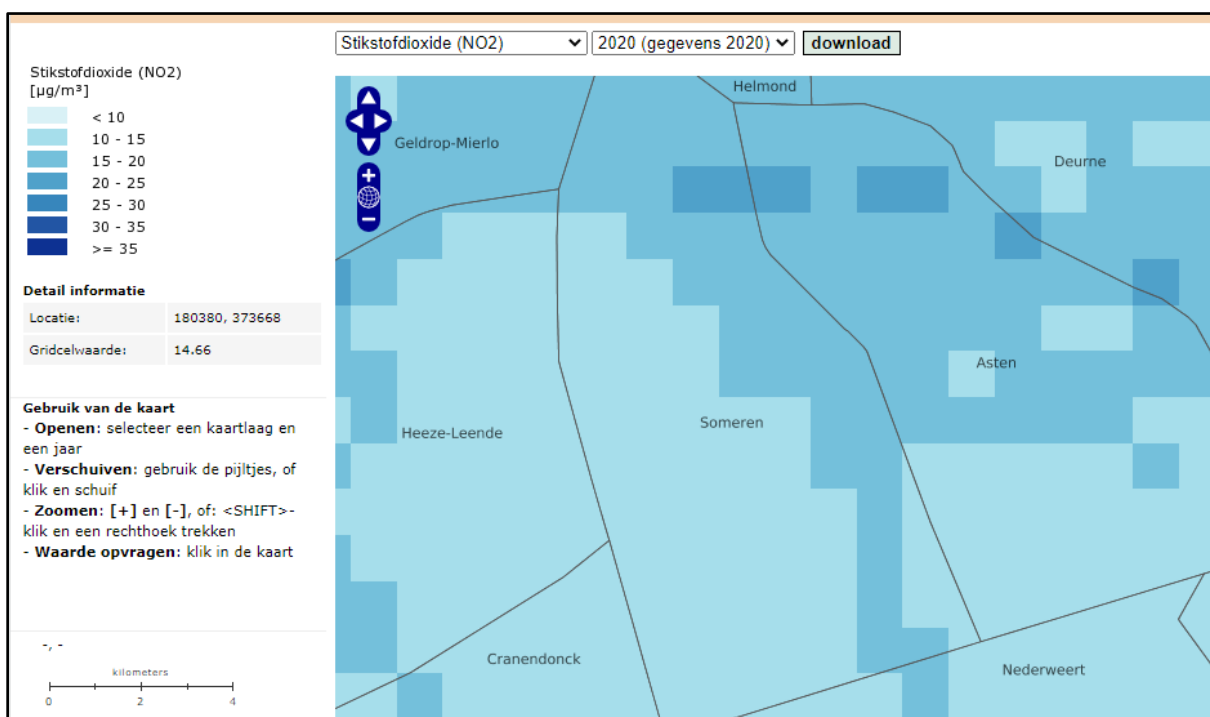 Stikstofdioxide (NO2) 2020 (gegevens 2020) download
Stikstofdioxide (NO2)
[µg/m³]
< 10
10 - 15
15 - 20
20 - 25
25 - 30
30 - 35
>= 35
Detail informatie
Locatie: 180380, 373668
Gridcelwaarde: 14.66
Gebruik van de kaart
- Openen: selecteer een kaartlaag en
een jaar
- Verschuiven: gebruik de pijltjes, of
klik en schuif
- Zoomen: [+] en [-], of: <SHIFT>-
klik en een rechthoek trekken
- Waarde opvragen: klik in de kaart
-, -
kilometers
0 2 4
Helmond
Geldrop-Mierlo
Deurne
Asten
Someren
Heeze-Leende
Cranendonck
Nederweert